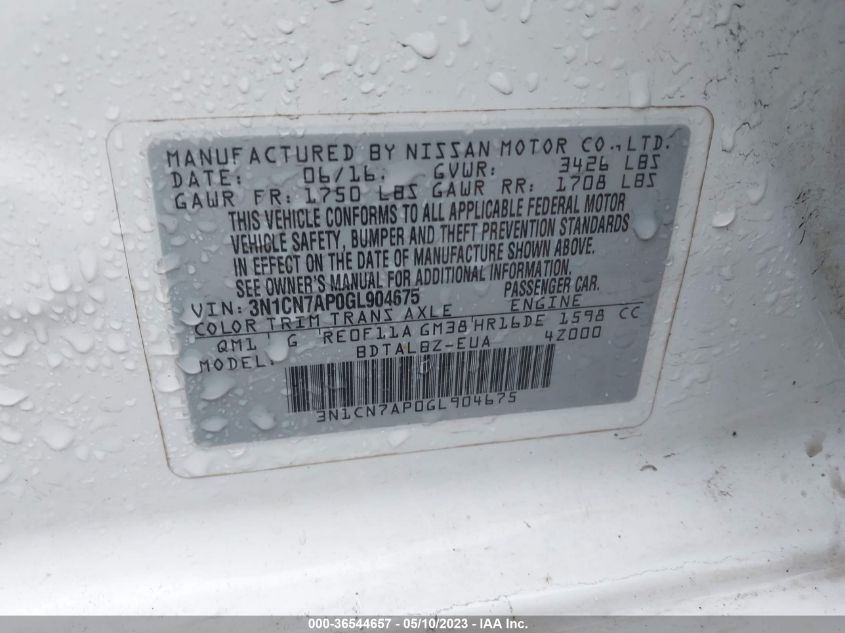 MANUFACTURED BY NISSAN MOTOR CO., LTD.
DATE: 06/16. GVWR: 3426 LBS
GAWR FR: 1750 LBS GAWR RR: 1708 LBS
THIS VEHICLE CONFORMS TO ALL APPLICABLE FEDERAL MOTOR
VEHICLE SAFETY, BUMPER AND THEFT PREVENTION STANDARDS
IN EFFECT ON THE DATE OF MANUFACTURE SHOWN ABOVE.
SEE OWNER'S MANUAL FOR ADDITIONAL INFORMATION.
VIN: 3N1CN7AP0GL904675 PASSENGER CAR.
COLOR TRIM TRANS AXLE ENGINE
QM1 G RE0F11A GM38 HR16DE 1598 CC
MODEL: BDTALBZ-EUA 4Z000
3N1CN7AP0GL904675
000-36544657 - 05/10/2023 - IAA Inc.